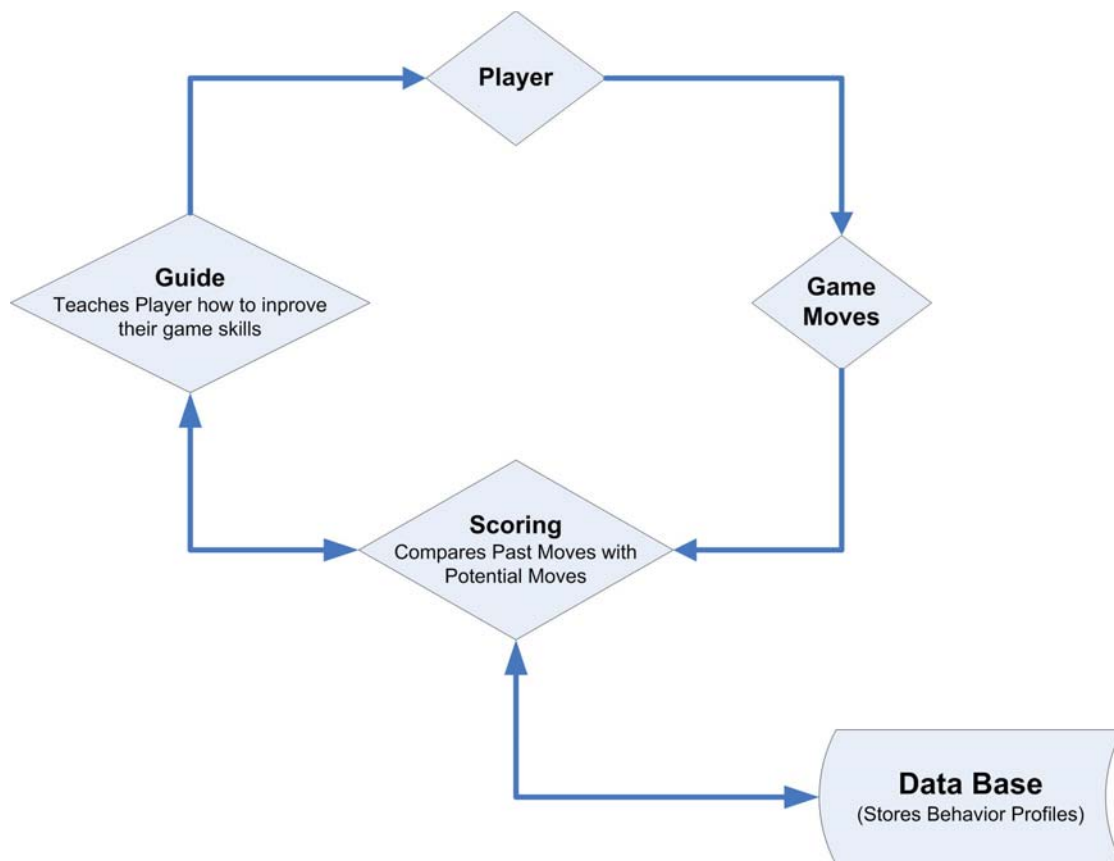 Player
Guide
Teaches Player how to inprove
their game skills
Game
Moves
Scoring
Compares Past Moves with
Potential Moves
Data Base
(Stores Behavior Profiles)